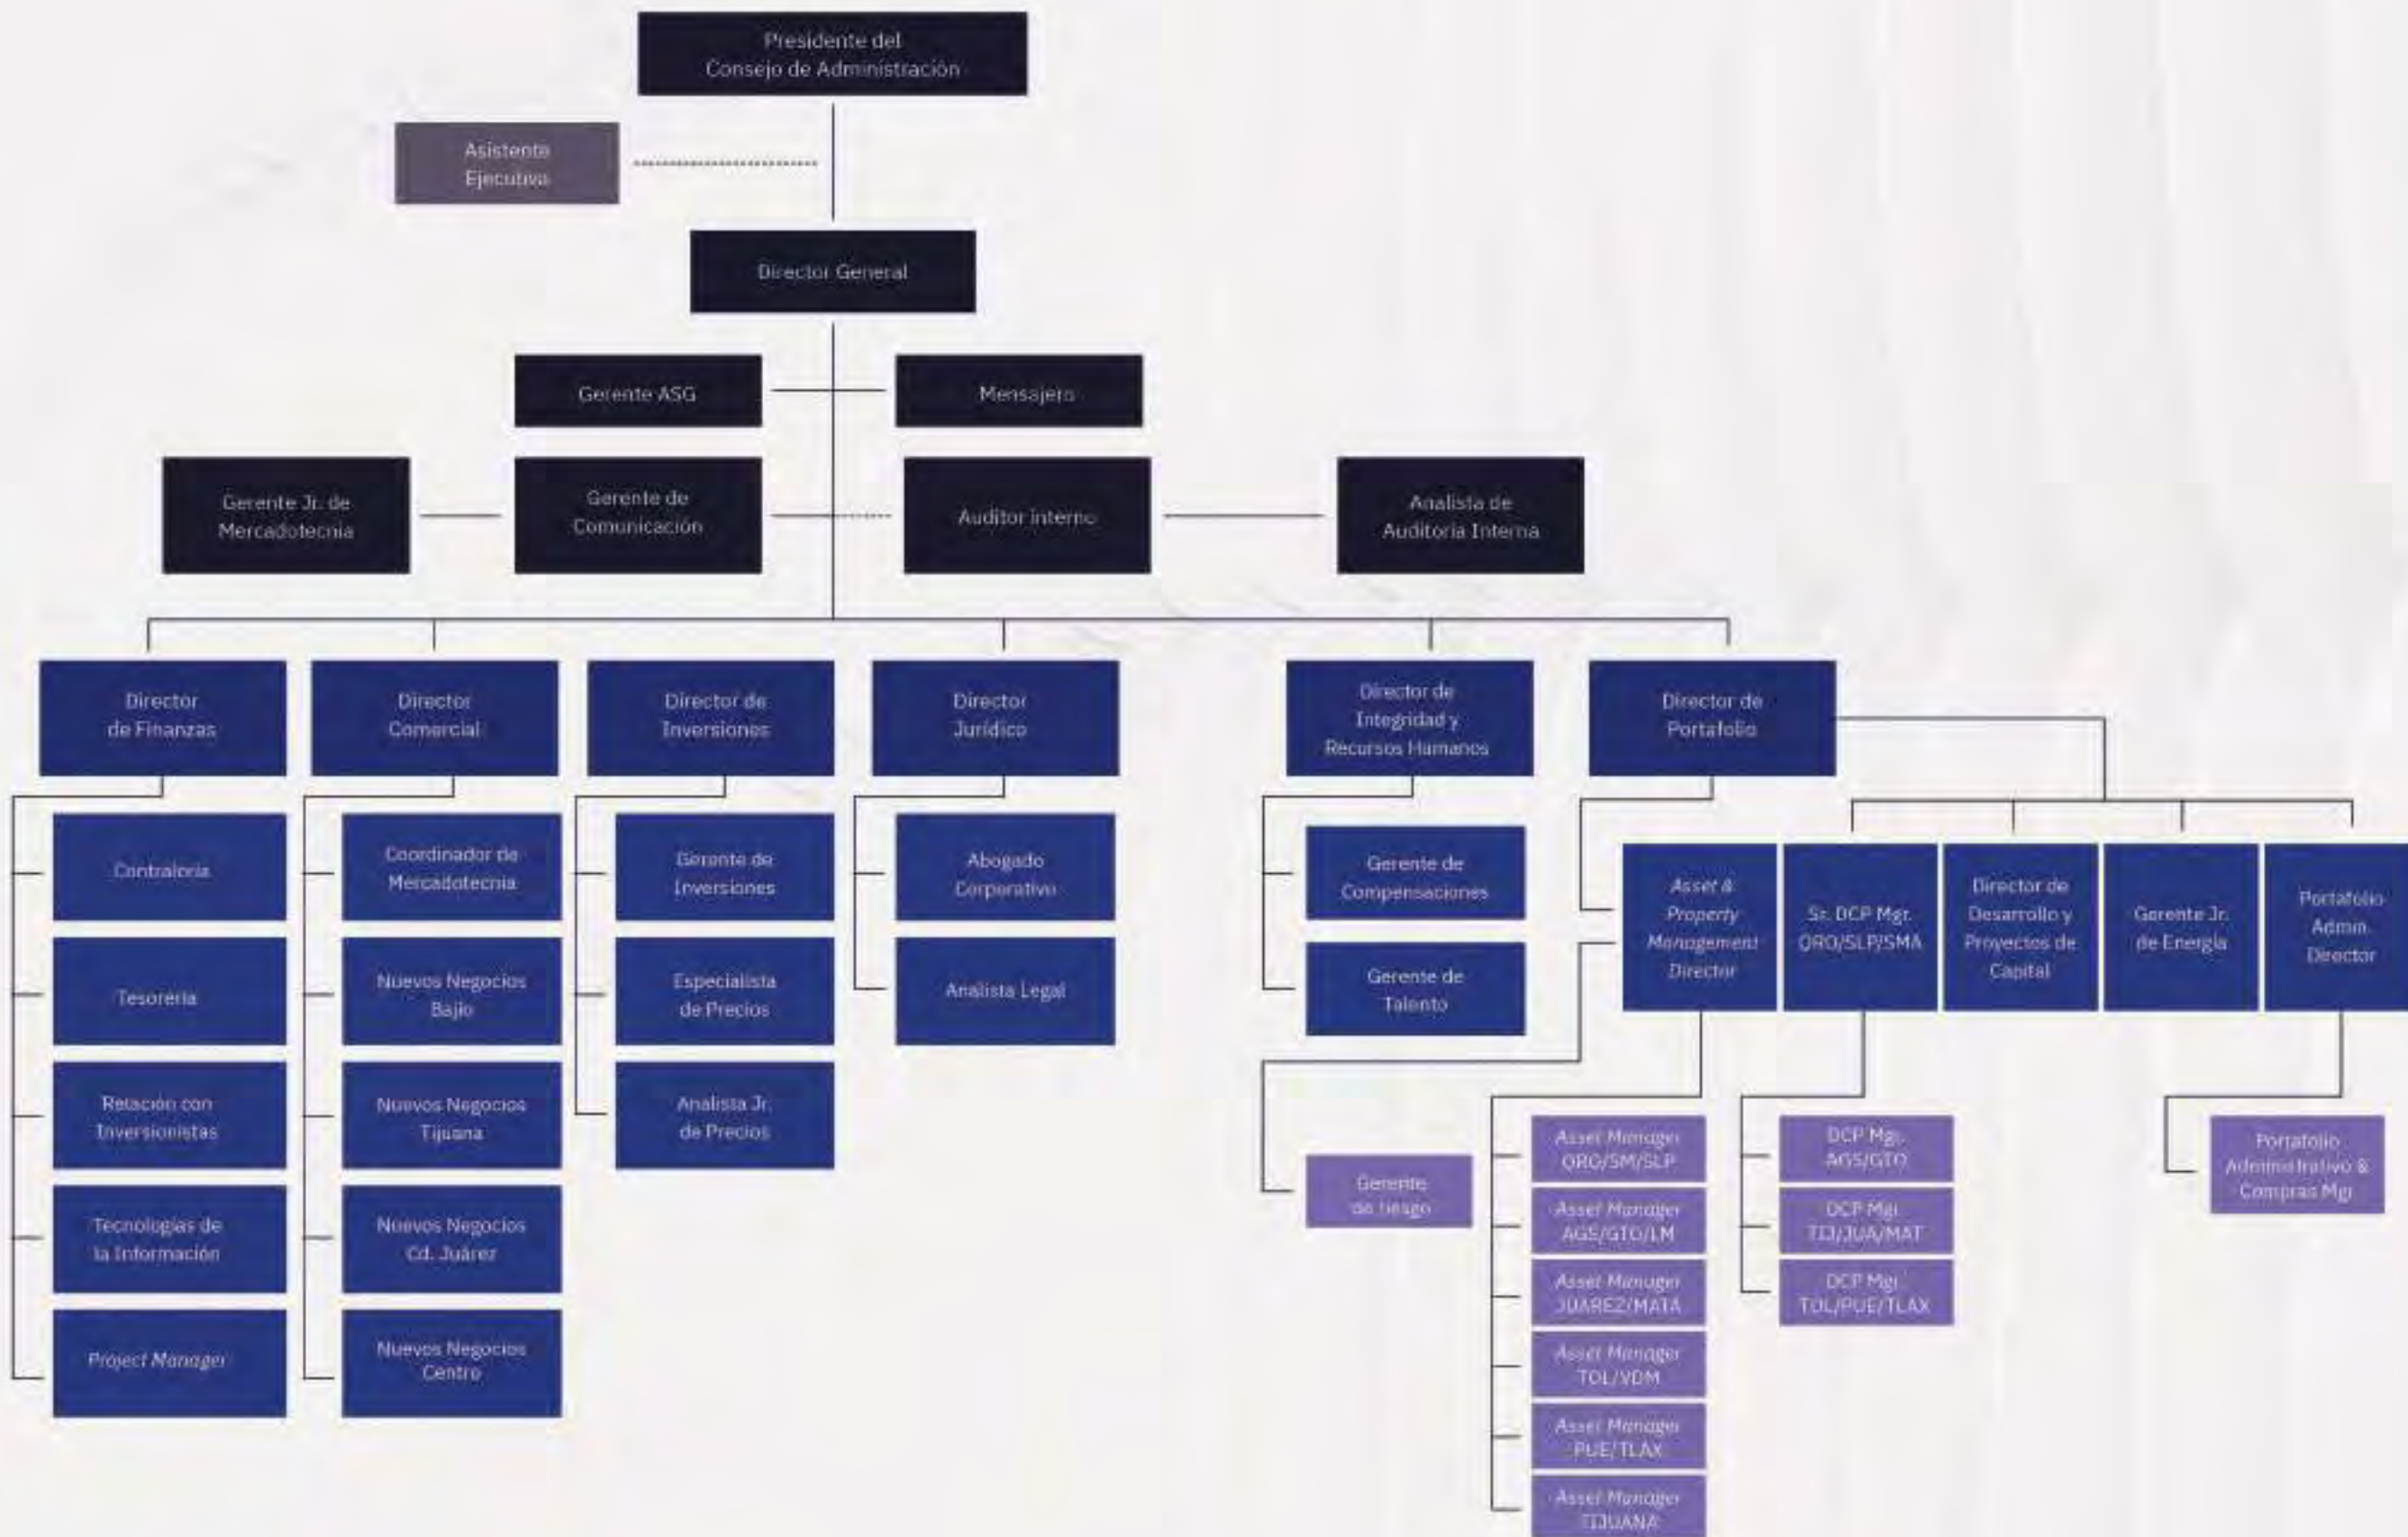 Presidente del
Consejo de Administración
Asistente
Ejecutiva
Director General
Gerente ASG
Mensajero
Gerente Jr. de
Mercadotecnia
Gerente de
Comunicación
Auditor interno
Analista de
Auditoría Interna
Director
de Finanzas
Director
Comercial
Director de
Inversiones
Director
Jurídico
Director de
Integridad y
Recursos Humanos
Director de
Portafolio
Contraloría
Tesorería
Relación con
Inversionistas
Tecnologías de
la Información
Project Manager
Coordinador de
Mercadotecnia
Nuevos Negocios
Bajío
Nuevos Negocios
Tijuana
Nuevos Negocios
Cd. Juárez
Nuevos Negocios
Centro
Gerente de
Inversiones
Especialista
de Precios
Analista Jr.
de Precios
Abogado
Corporativo
Analista Legal
Gerente de
Compensaciones
Gerente de
Talento
Asset &
Property
Management
Director
Sr. DCP Mgr.
QRO/SLP/SMA
Director de
Desarrollo y
Proyectos de
Capital
Gerente Jr.
de Energía
Portafolio
Admin.
Director
Gerente
de riesgo
Asset Manager
QRO/SM/SLP
Asset Manager
AGS/GTO/LM
Asset Manager
JUAREZ/MATA
Asset Manager
TOL/VDM
Asset Manager
PUE/TLAX
Asset Manager
TIJUANA
DCP Mgr.
AGS/GTO
DCP Mgr.
TIJ/JUA/MAT
DCP Mgr.
TOL/PUE/TLAX
Portafolio
Administrativo &
Compras Mgr.